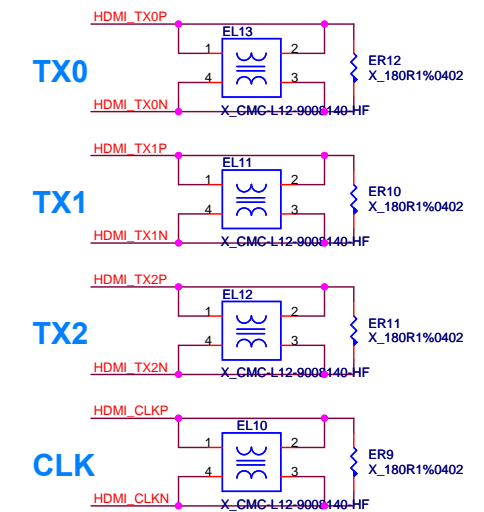 HDMI_TX0P
EL13
1
2
TX0
ER12
X_180R1%0402
4
3
HDMI_TX0N
X_CMC-L12-9008140-HF
HDMI_TX1P
EL11
1
2
TX1
ER10
X_180R1%0402
4
3
HDMI_TX1N
X_CMC-L12-9008140-HF
HDMI_TX2P
EL12
1
2
TX2
ER11
X_180R1%0402
4
3
HDMI_TX2N
X_CMC-L12-9008140-HF
HDMI_CLKP
EL10
1
2
CLK
ER9
X_180R1%0402
4
3
HDMI_CLKN
X_CMC-L12-9008140-HF